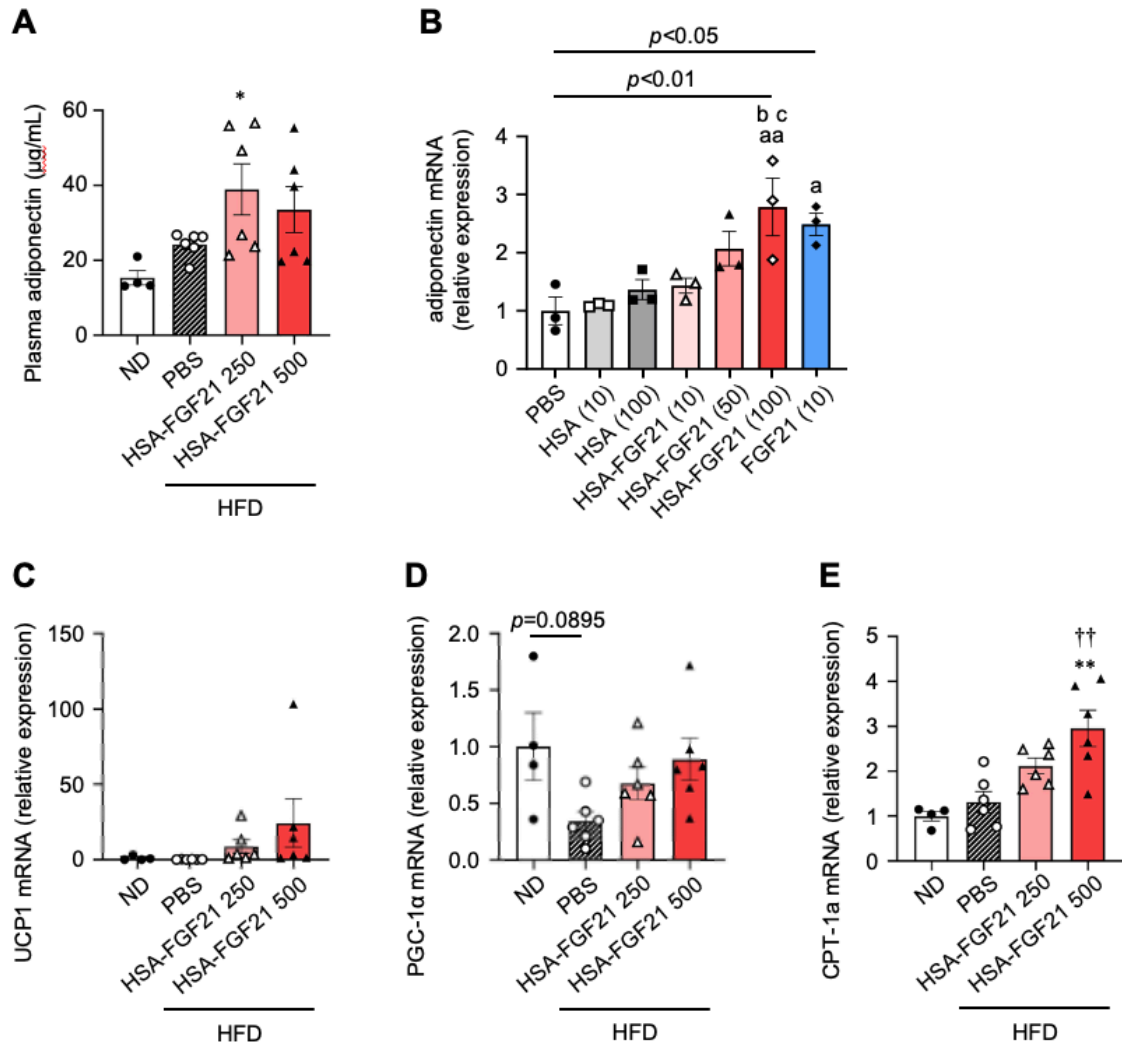 A
Plasma adiponectin (µg/mL)
60
40
20
0
*
ND
PBS
HSA-FGF21 250
HSA-FGF21 500
HFD
B
p<0.05
p<0.01
b c
aa
a
adiponectin mRNA
(relative expression)
4
3
2
1
0
PBS
HSA (10)
HSA (100)
HSA-FGF21 (10)
HSA-FGF21 (50)
HSA-FGF21 (100)
FGF21 (10)
C
UCP1 mRNA (relative expression)
150
100
50
0
ND
PBS
HSA-FGF21 250
HSA-FGF21 500
HFD
D
p=0.0895
PGC-1α mRNA (relative expression)
2.0
1.5
1.0
0.5
0.0
ND
PBS
HSA-FGF21 250
HSA-FGF21 500
HFD
E
††
**
CPT-1a mRNA (relative expression)
5
4
3
2
1
0
ND
PBS
HSA-FGF21 250
HSA-FGF21 500
HFD